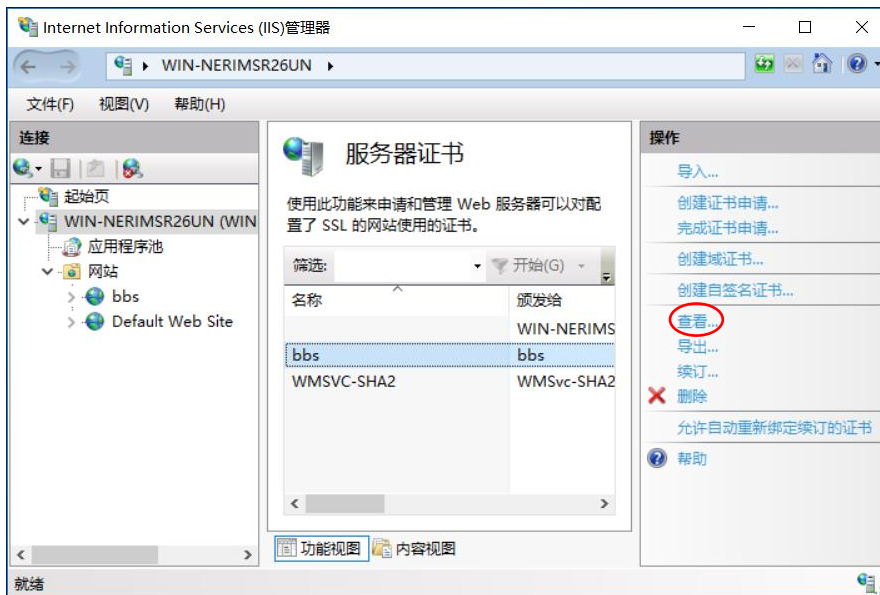 Internet Information Services (IIS)管理器
WIN-NERIMSR26UN
文件(F) 视图(V) 帮助(H)
连接
起始页
WIN-NERIMSR26UN (WIN
应用程序池
网站
bbs
Default Web Site
服务器证书
使用此功能来申请和管理 Web 服务器可以对配
置了 SSL 的网站使用的证书。
筛选: 开始(G)
名称 颁发给
WIN-NERIMS
bbs bbs
WMSVC-SHA2 WMSvc-SHA2
功能视图 内容视图
操作
导入...
创建证书申请...
完成证书申请...
创建域证书...
创建自签名证书...
查看...
导出...
续订...
删除
允许自动重新绑定续订的证书
帮助
就绪